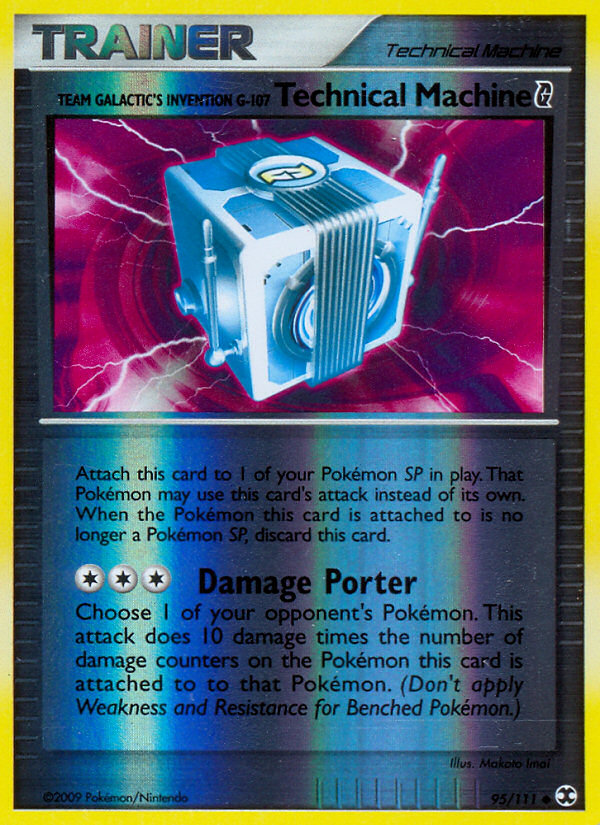 TRAINER
Technical Machine
TEAM GALACTIC'S INVENTION G-107 Technical Machine
Attach this card to 1 of your Pokémon SP in play. That
Pokémon may use this card's attack instead of its own.
When the Pokémon this card is attached to is no
longer a Pokémon SP, discard this card.
Damage Porter
Choose 1 of your opponent's Pokémon. This
attack does 10 damage times the number of
damage counters on the Pokémon this card is
attached to to that Pokémon. (Don't apply
Weakness and Resistance for Benched Pokémon.)
Illus. Makoto Imai
©2009 Pokémon/Nintendo
95/111